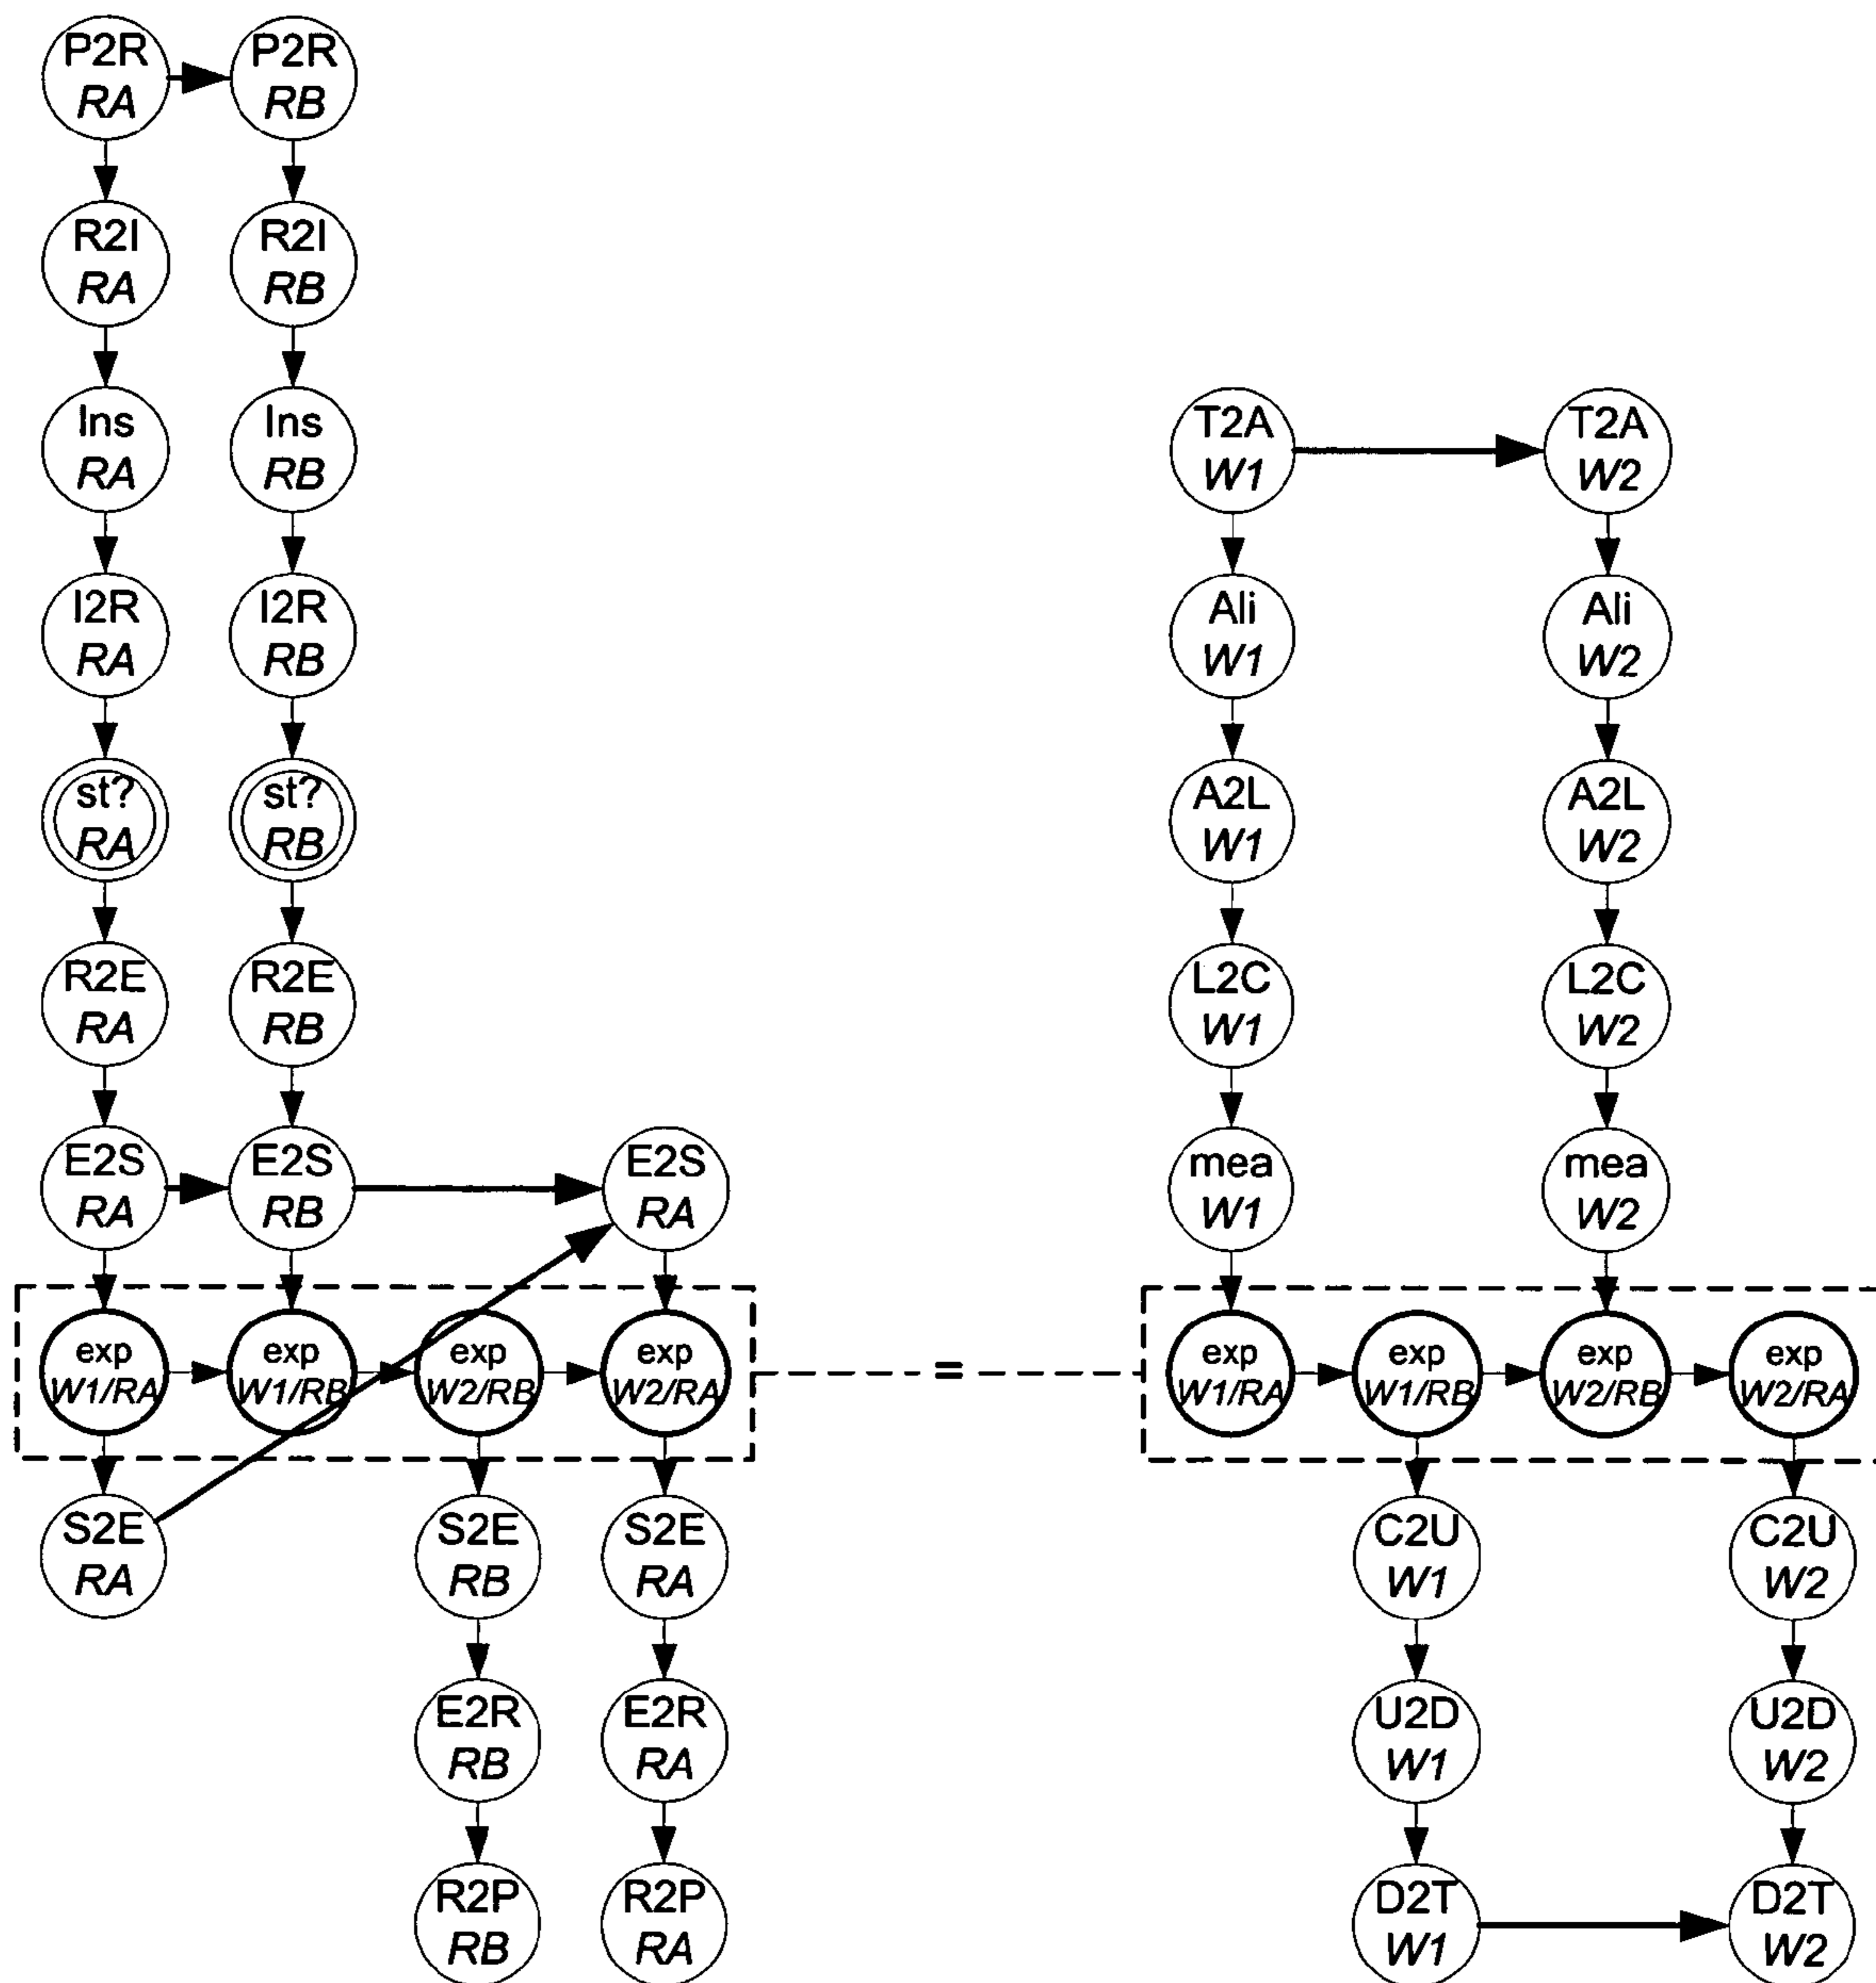 P2R
RA
P2R
RB
R2I
RA
R2I
RB
Ins
RA
Ins
RB
T2A
W1
T2A
W2
I2R
RA
I2R
RB
Ali
W1
Ali
W2
st?
RA
st?
RB
A2L
W1
A2L
W2
R2E
RA
R2E
RB
L2C
W1
L2C
W2
E2S
RA
E2S
RB
E2S
RA
mea
W1
mea
W2
exp
W1/RA
exp
W1/RB
exp
W2/RB
exp
W2/RA
=
exp
W1/RA
exp
W1/RB
exp
W2/RB
exp
W2/RA
S2E
RA
S2E
RB
S2E
RA
C2U
W1
C2U
W2
E2R
RB
E2R
RA
U2D
W1
U2D
W2
R2P
RB
R2P
RA
D2T
W1
D2T
W2